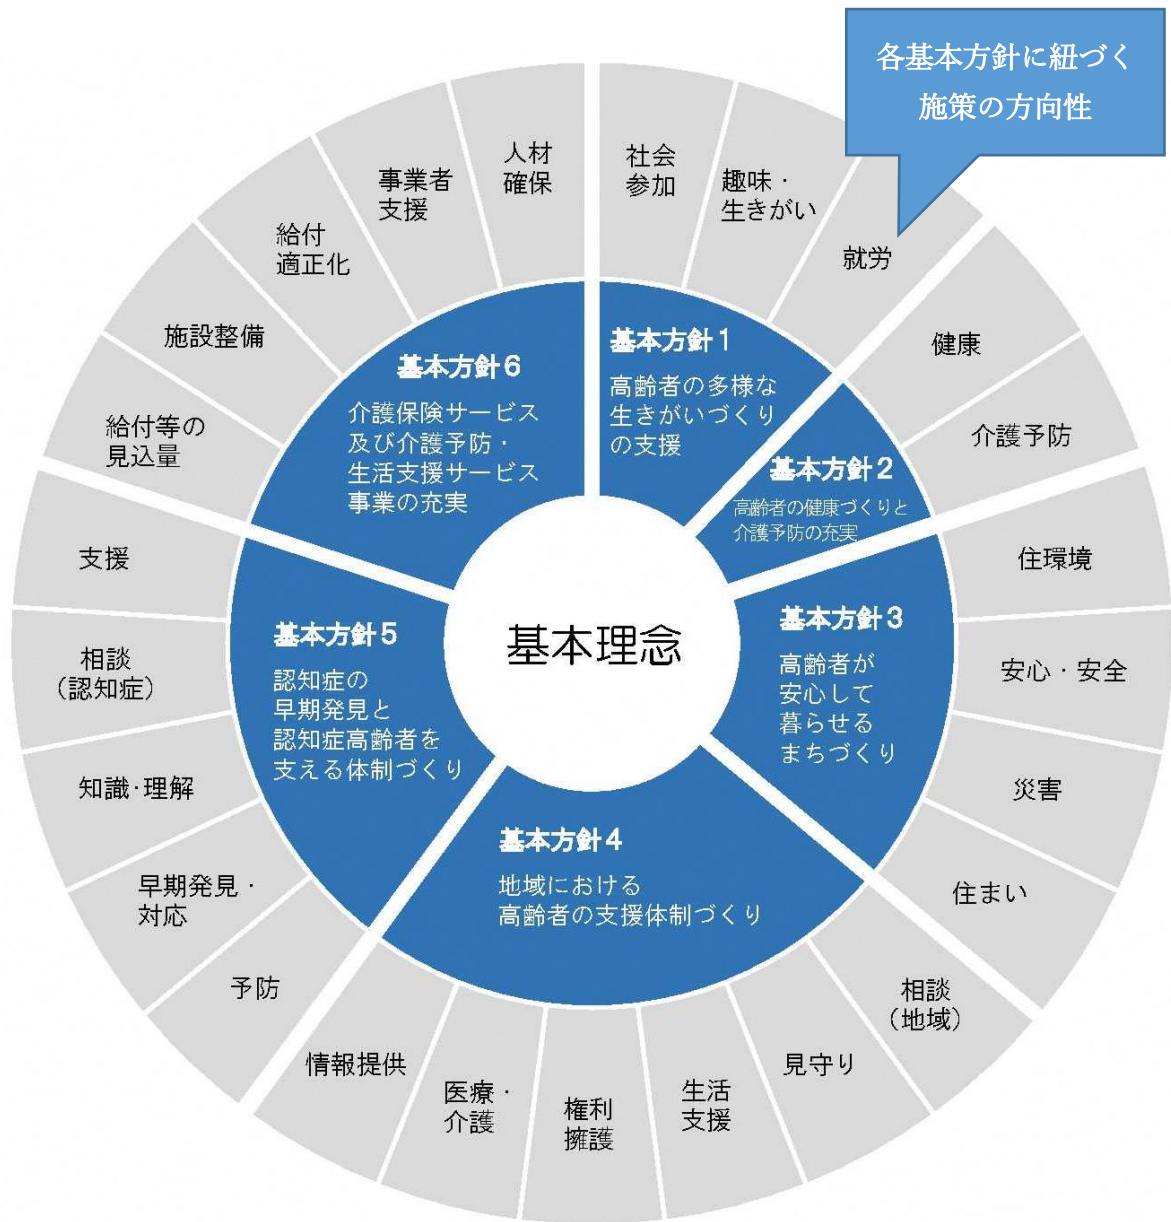 各基本方針に紐づく
施策の方向性
基本理念
基本方針1
高齢者の多様な
生きがいづくり
の支援
社会
参加
趣味・
生きがい
就労
基本方針2
高齢者の健康づくりと
介護予防の充実
健康
介護予防
基本方針3
高齢者が
安心して
暮らせる
まちづくり
住環境
安心・安全
災害
住まい
基本方針4
地域における
高齢者の支援体制づくり
相談
(地域)
見守り
生活
支援
権利
擁護
医療・
介護
情報提供
基本方針5
認知症の
早期発見と
認知症高齢者を
支える体制づくり
予防
早期発見・
対応
知識・理解
相談
(認知症)
支援
基本方針6
介護保険サービス
及び介護予防・
生活支援サービス
事業の充実
給付等の
見込量
施設整備
給付
適正化
事業者
支援
人材
確保